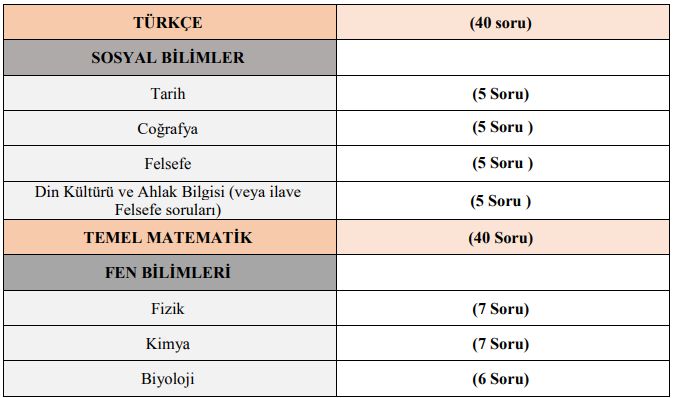 TÜRKÇE (40 soru)
SOSYAL BİLİMLER
Tarih (5 Soru)
Coğrafya (5 Soru )
Felsefe (5 Soru )
Din Kültürü ve Ahlak Bilgisi (veya ilave
Felsefe soruları) (5 Soru )
TEMEL MATEMATİK (40 Soru)
FEN BİLİMLERİ
Fizik (7 Soru)
Kimya (7 Soru)
Biyoloji (6 Soru)